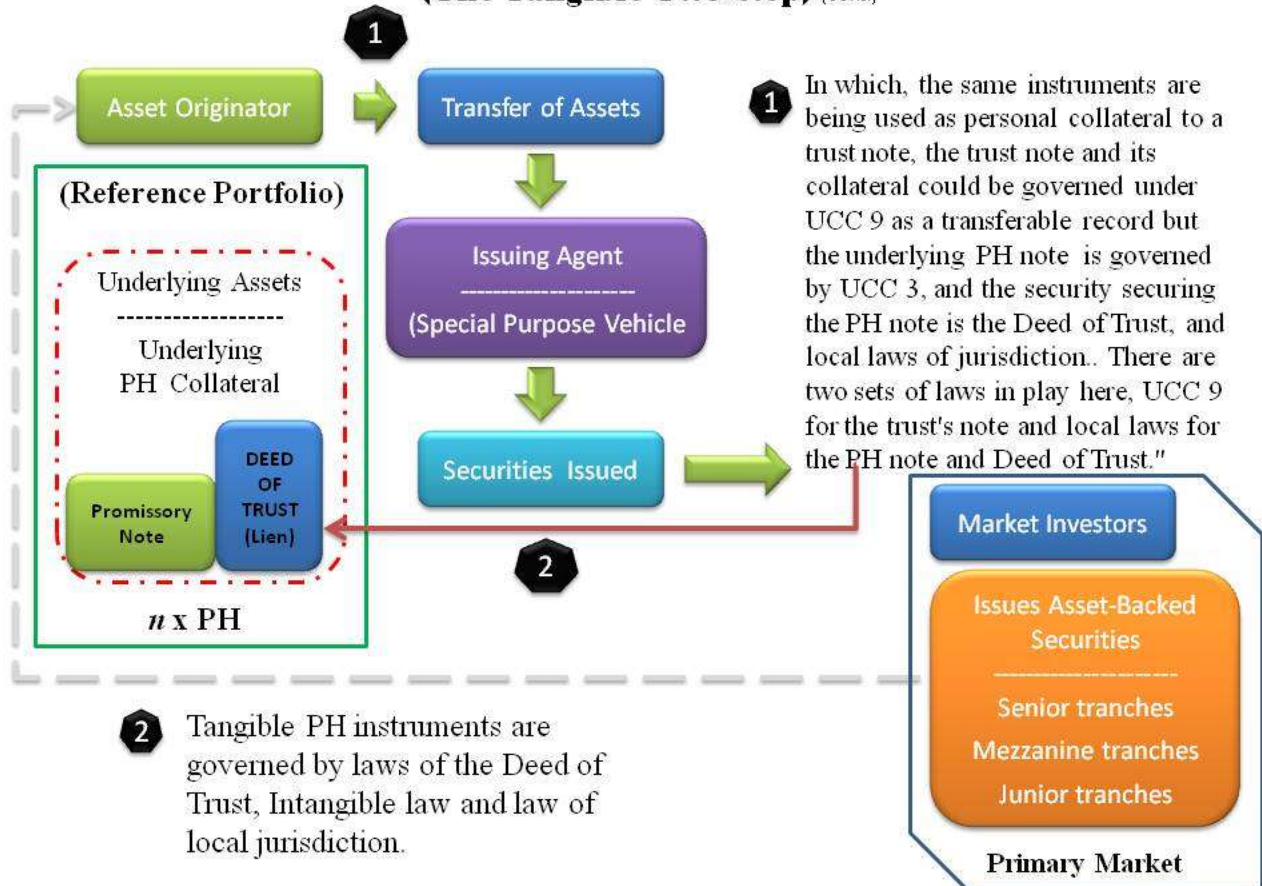 1
Asset Originator
Transfer of Assets
(Reference Portfolio)
Underlying Assets
------------------
Underlying
PH Collateral
Promissory
Note
DEED
OF
TRUST
(Lien)
n x PH
Issuing Agent
----------------------
(Special Purpose Vehicle
Securities Issued
1
In which, the same instruments are
being used as personal collateral to a
trust note, the trust note and its
collateral could be governed under
UCC 9 as a transferable record but
the underlying PH note is governed
by UCC 3, and the security securing
the PH note is the Deed of Trust, and
local laws of jurisdiction.. There are
two sets of laws in play here, UCC 9
for the trust's note and local laws for
the PH note and Deed of Trust."
2
Market Investors
Issues Asset-Backed
Securities
----------------------
Senior tranches
Mezzanine tranches
Junior tranches
Primary Market
2
Tangible PH instruments are
governed by laws of the Deed of
Trust, Intangible law and law of
local jurisdiction.